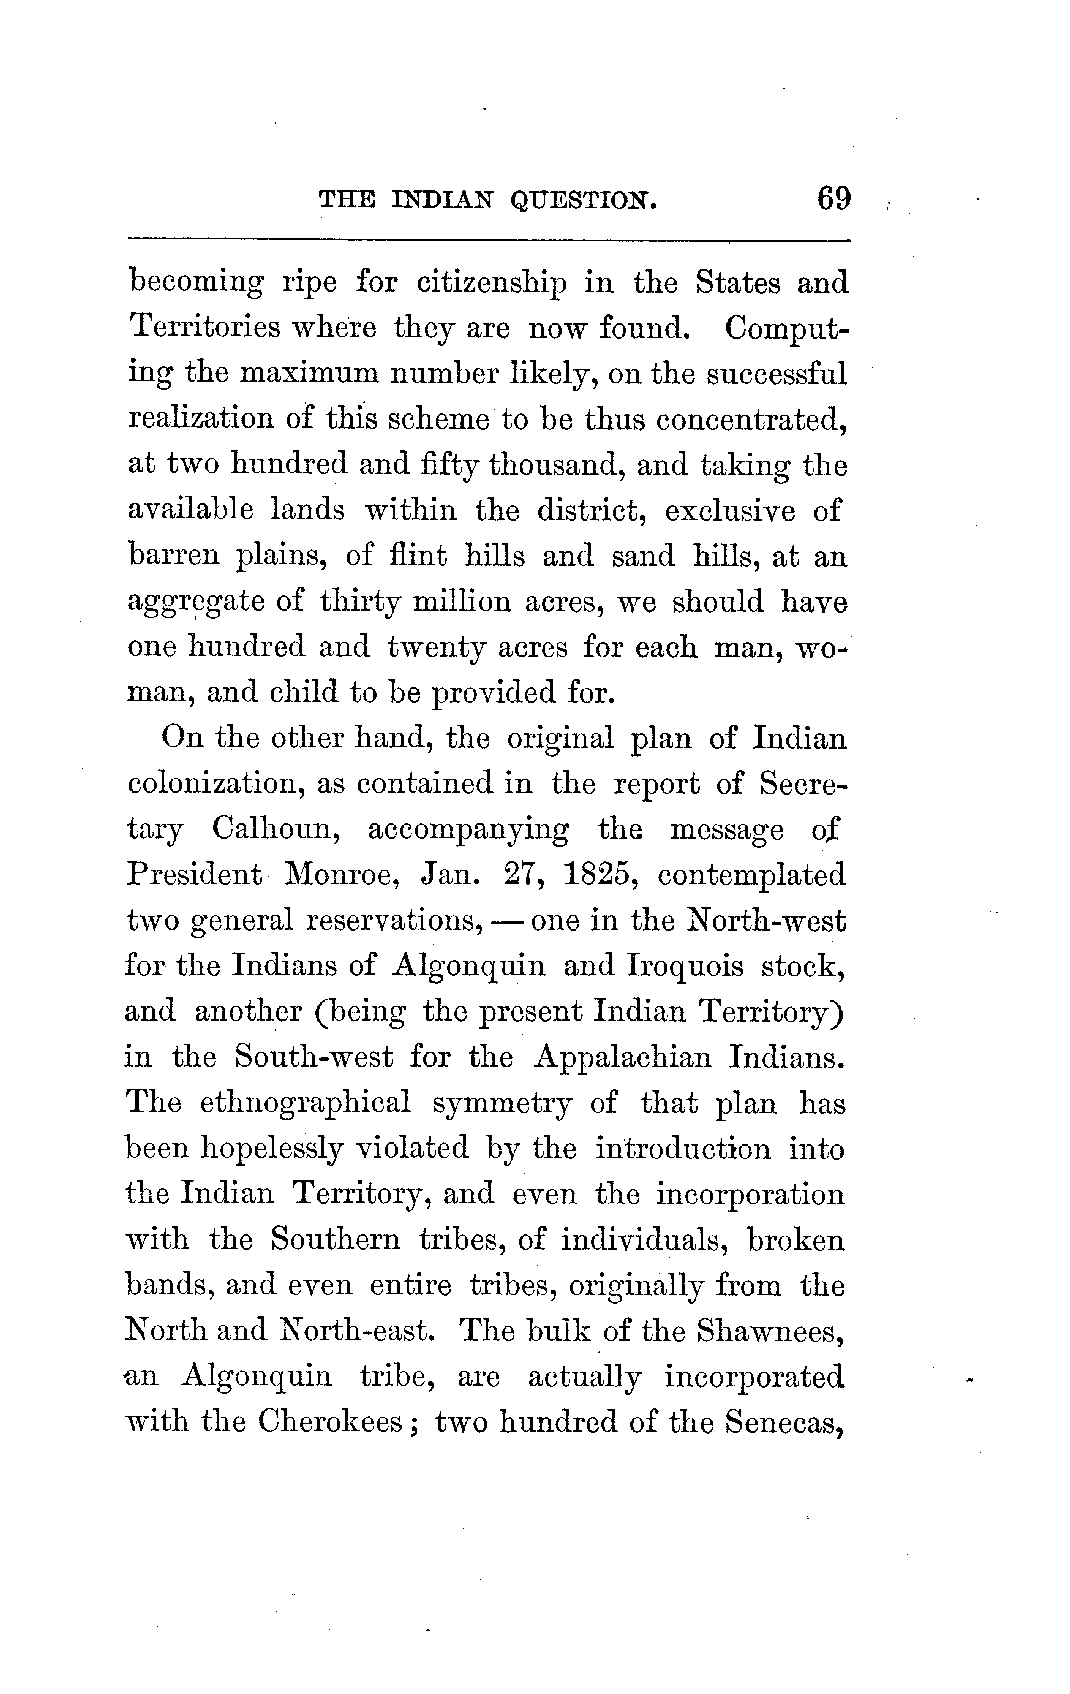 THE INDIAN QUESTION. 69
becoming ripe for citizenship in the States and
Territories where they are now found. Comput-
ing the maximum number likely, on the successful
realization of this scheme to be thus concentrated,
at two hundred and fifty thousand, and taking the
available lands within the district, exclusive of
barren plains, of flint hills and sand hills, at an
aggregate of thirty million acres, we should have
one hundred and twenty acres for each man, wo-
man, and child to be provided for.
On the other hand, the original plan of Indian
colonization, as contained in the report of Secre-
tary Calhoun, accompanying the message of
President Monroe, Jan. 27, 1825, contemplated
two general reservations, — one in the North-west
for the Indians of Algonquin and Iroquois stock,
and another (being the present Indian Territory)
in the South-west for the Appalachian Indians.
The ethnographical symmetry of that plan has
been hopelessly violated by the introduction into
the Indian Territory, and even the incorporation
with the Southern tribes, of individuals, broken
bands, and even entire tribes, originally from the
North and North-east. The bulk of the Shawnees,
an Algonquin tribe, are actually incorporated
with the Cherokees; two hundred of the Senecas,